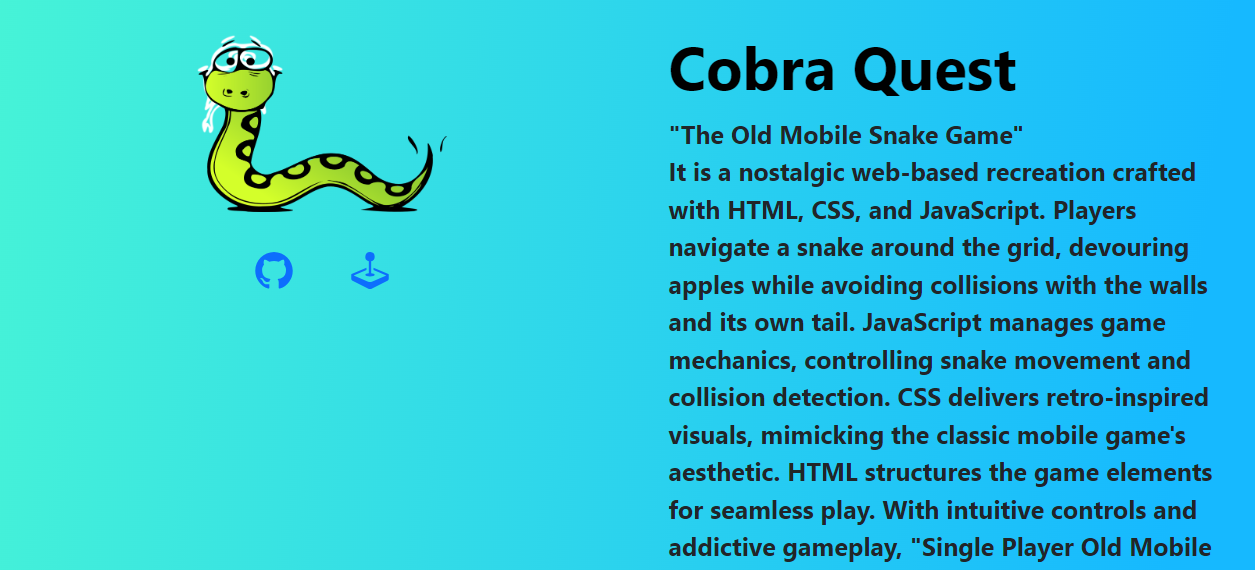 Cobra Quest
"The Old Mobile Snake Game"
It is a nostalgic web-based recreation crafted
with HTML, CSS, and JavaScript. Players
navigate a snake around the grid, devouring
apples while avoiding collisions with the walls
and its own tail. JavaScript manages game
mechanics, controlling snake movement and
collision detection. CSS delivers retro-inspired
visuals, mimicking the classic mobile game's
aesthetic. HTML structures the game elements
for seamless play. With intuitive controls and
addictive gameplay, "Single Player Old Mobile